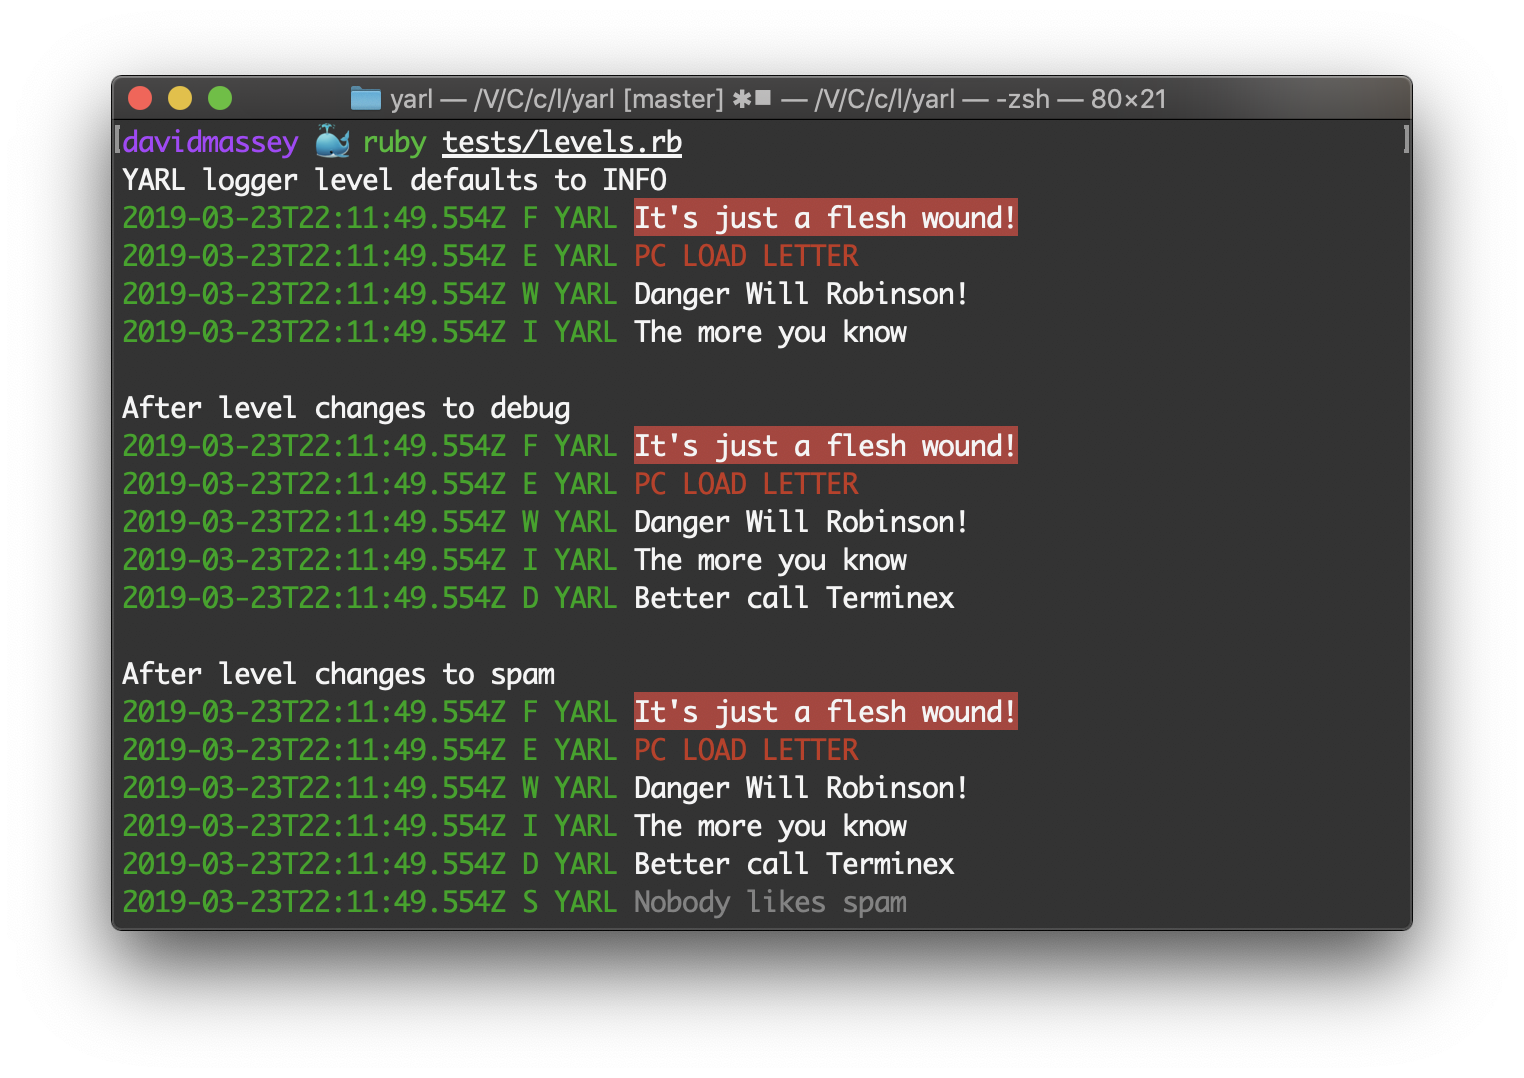 yarl — /V/C/c/l/yarl [master] ✱■ — /V/C/c/l/yarl — -zsh — 80×21
davidmassey 🐳 ruby tests/levels.rb
YARL logger level defaults to INFO
2019-03-23T22:11:49.554Z F YARL It's just a flesh wound!
2019-03-23T22:11:49.554Z E YARL PC LOAD LETTER
2019-03-23T22:11:49.554Z W YARL Danger Will Robinson!
2019-03-23T22:11:49.554Z I YARL The more you know
After level changes to debug
2019-03-23T22:11:49.554Z F YARL It's just a flesh wound!
2019-03-23T22:11:49.554Z E YARL PC LOAD LETTER
2019-03-23T22:11:49.554Z W YARL Danger Will Robinson!
2019-03-23T22:11:49.554Z I YARL The more you know
2019-03-23T22:11:49.554Z D YARL Better call Terminex
After level changes to spam
2019-03-23T22:11:49.554Z F YARL It's just a flesh wound!
2019-03-23T22:11:49.554Z E YARL PC LOAD LETTER
2019-03-23T22:11:49.554Z W YARL Danger Will Robinson!
2019-03-23T22:11:49.554Z I YARL The more you know
2019-03-23T22:11:49.554Z D YARL Better call Terminex
2019-03-23T22:11:49.554Z S YARL Nobody likes spam